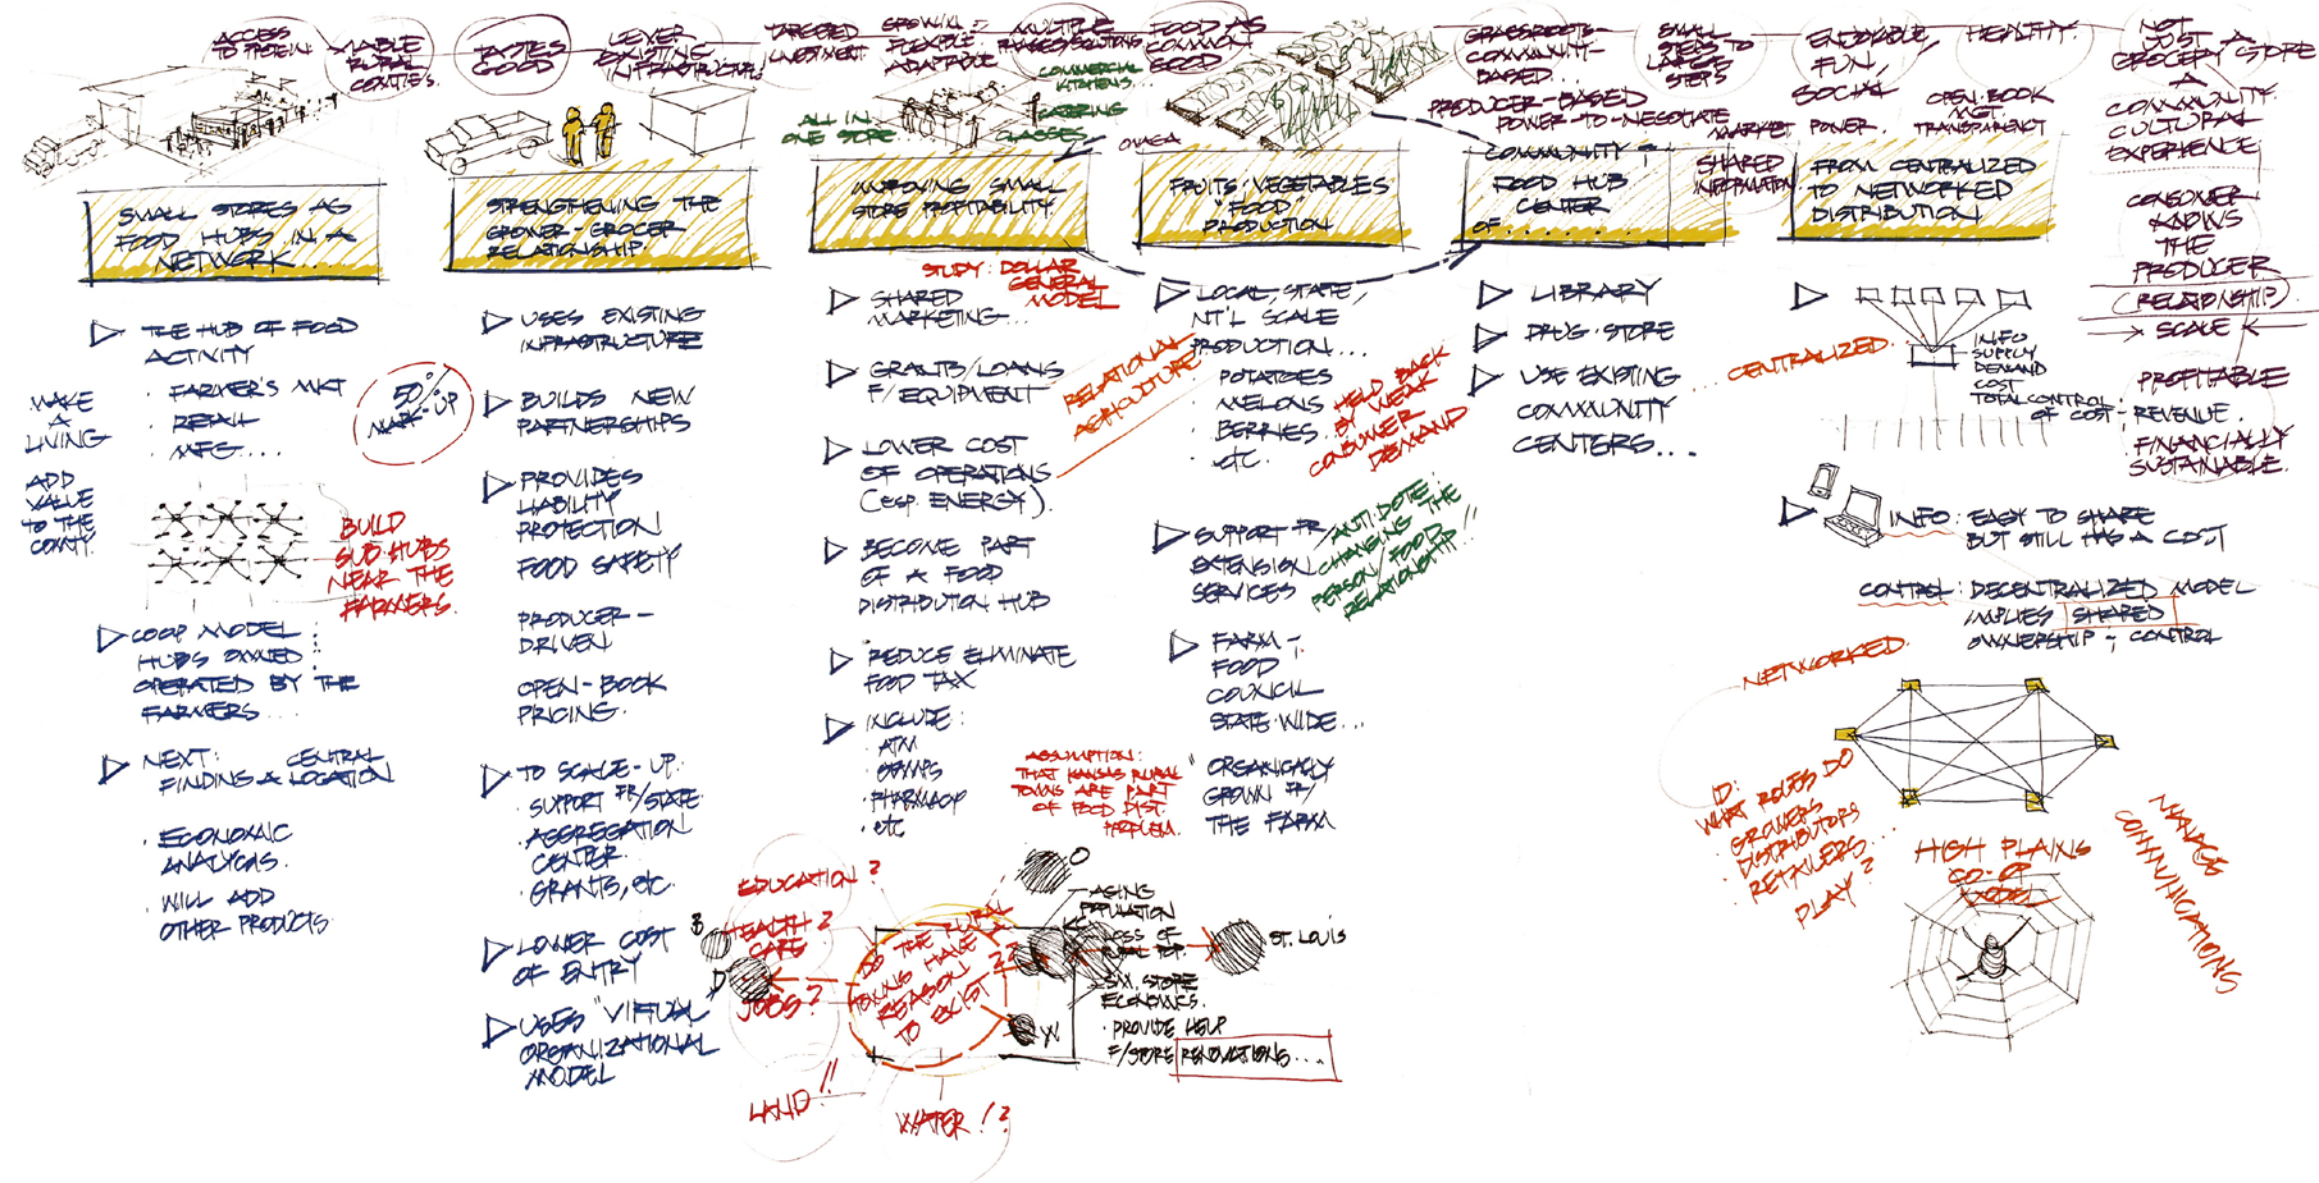 ACCESS
TO PROTEIN
VIABLE
RURAL
COUNTIES.
TASTES
GOOD
LEVER
EXISTING
INFRASTRUCTURE
TARGETED
INVESTMENT.
GROWING =
FLEXIBLE
ADAPTABLE
MULTIPLE
PHASES/SOLUTIONS
FOOD AS
COMMON
GOOD
GRASSROOTS-
COMMUNITY-
BASED...
SMALL
STEPS TO
LARGE
STEPS
ENJOYABLE,
FUN,
SOCIAL
HEALTHY.
NOT
JUST A
GROCERY STORE
A
COMMUNITY
CULTURAL
EXPERIENCE
PRODUCER-BASED
POWER-TO-NEGOTIATE
MARKET POWER.
OPEN-BOOK
MGT.
TRANSPARENCY
SHARED
INFORMATION
ALL IN
ONE STORE
COMMERCIAL
KITCHENS...
CATERING
CLASSES
SMALL STORES AS
FOOD HUBS IN A
NETWORK...
THE HUB OF FOOD
ACTIVITY
· FARMER'S MKT
· RETAIL
· MFG...
50%
MARK-UP
MAKE
A
LIVING
ADD
VALUE
TO THE
COUNTY.
BUILD
SUB-HUBS
NEAR THE
FARMERS.
COOP MODEL:
HUBS OWNED
OPERATED BY THE
FARMERS...
NEXT: CENTRAL
FINDING A LOCATION
· ECONOMIC
ANALYSIS.
· WILL ADD
OTHER PRODUCTS
STRENGTHENING THE
GROWER-GROCER
RELATIONSHIP.
USES EXISTING
INFRASTRUCTURE
BUILDS NEW
PARTNERSHIPS
PROVIDES
LIABILITY
PROTECTION
FOOD SAFETY
PRODUCER-
DRIVEN
OPEN-BOOK
PRICING.
TO SCALE-UP:
· SUPPORT FR/STATE
· AGGREGATION
CENTER.
· GRANTS, etc.
LOWER COST
OF ENTRY
USES "VIRTUAL"
ORGANIZATIONAL
MODEL
IMPROVING SMALL
STORE PROFITABILITY.
STUDY: DOLLAR
GENERAL
MODEL
SHARED
MARKETING...
GRANTS/LOANS
F/EQUIPMENT
LOWER COST
OF OPERATIONS
(esp. ENERGY).
BECOME PART
OF A FOOD
DISTRIBUTION HUB
REDUCE ELIMINATE
FOOD TAX
INCLUDE:
· ATM
· STAMPS
· PHARMACY
· etc
RELATIONAL
AGRICULTURE
FRUITS·VEGETABLES
"FOOD"
PRODUCTION
LOCAL, STATE,
NT'L SCALE
PRODUCTION...
· POTATOES
· MELONS
· BERRIES
· etc.
HELD BACK
BY WEAK
CONSUMER
DEMAND
SUPPORT FR/
EXTENSION
SERVICES
ANTIDOTE:
CHANGING THE
PERSON/FOOD
RELATIONSHIP!!
FARM-
FOOD
COUNCIL
STATE-WIDE...
"ORGANICALLY
GROWN FR/
THE FARM
ASSUMPTION:
THAT KANSAS RURAL
TOWNS ARE PART
OF FOOD DIST.
PROBLEM.
COMMUNITY +
FOOD HUB
CENTER
OF......
LIBRARY
DRUG STORE
USE EXISTING
COMMUNITY
CENTERS...
FROM CENTRALIZED
TO NETWORKED
DISTRIBUTION
CENTRALIZED.
INFO
SUPPLY
DEMAND
COST
TOTAL CONTROL
OF COST
INFO: EASY TO SHARE
BUT STILL HAS A COST
CONTROL: DECENTRALIZED MODEL
IMPLIES SHARED
OWNERSHIP + CONTROL
NETWORKED.
ID:
WHAT ROLES DO
· GROWERS
· DISTRIBUTORS
· RETAILERS...
PLAY?
HIGH PLAINS
CO-OP
MODEL
MANAGE
COMMUNICATIONS
CONSUMER
KNOWS
THE
PRODUCER
(RELATIONSHIP)
SCALE
PROFITABLE
· REVENUE.
· FINANCIALLY
SUSTAINABLE.
EDUCATION?
HEALTH?
CARE
JOBS?
LAND!!
WATER!?
DO THE RURAL
TOWNS HAVE A
REASON
TO EXIST??
B
D
O
W
ST. LOUIS
AGING
POPULATION
LOSS OF
RURAL POP.
SM. STORE
ECONOMICS.
· PROVIDE HELP
F/STORE RENOVATIONS....